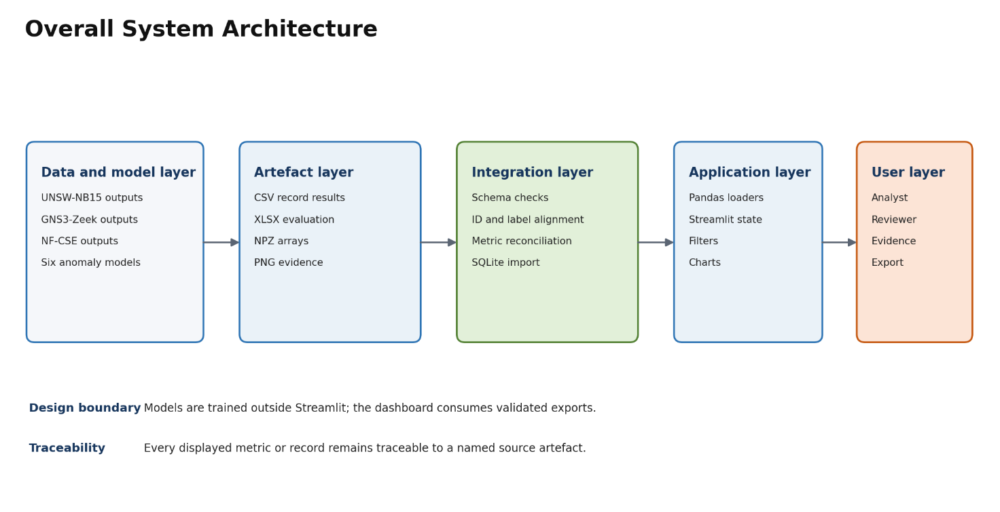 Overall System Architecture
Data and model layer
UNSW-NB15 outputs
GNS3-Zeek outputs
NF-CSE outputs
Six anomaly models
Artefact layer
CSV record results
XLSX evaluation
NPZ arrays
PNG evidence
Integration layer
Schema checks
ID and label alignment
Metric reconciliation
SQLite import
Application layer
Pandas loaders
Streamlit state
Filters
Charts
User layer
Analyst
Reviewer
Evidence
Export
Design boundary Models are trained outside Streamlit; the dashboard consumes validated exports.
Traceability Every displayed metric or record remains traceable to a named source artefact.